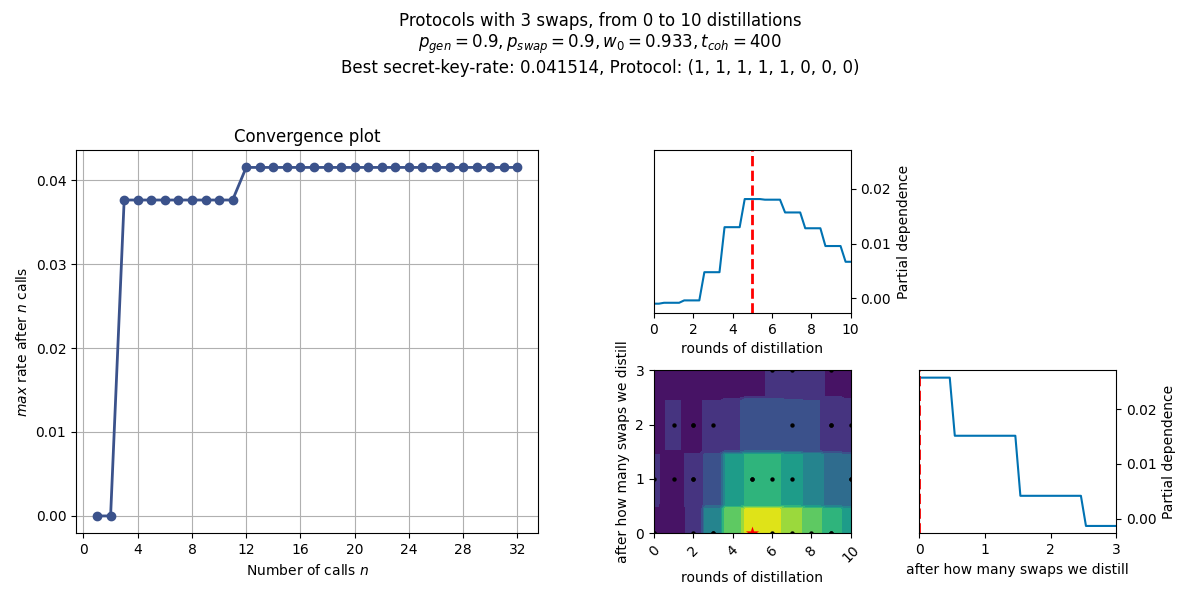 Protocols with 3 swaps, from 0 to 10 distillations
$p_{gen} = 0.9, p_{swap} = 0.9, w_0 = 0.933, t_{coh} = 400$
Best secret-key-rate: 0.041514, Protocol: (1, 1, 1, 1, 1, 0, 0, 0)
Convergence plot
max rate after n calls
0.04
0.03
0.02
0.01
0.00
0 4 8 12 16 20 24 28 32
Number of calls n
0.02
0.01
0.00
Partial dependence
0 2 4 6 8 10
rounds of distillation
after how many swaps we distill
3
2
1
0
0 2 4 6 8 10
rounds of distillation
0.02
0.01
0.00
Partial dependence
0 1 2 3
after how many swaps we distill